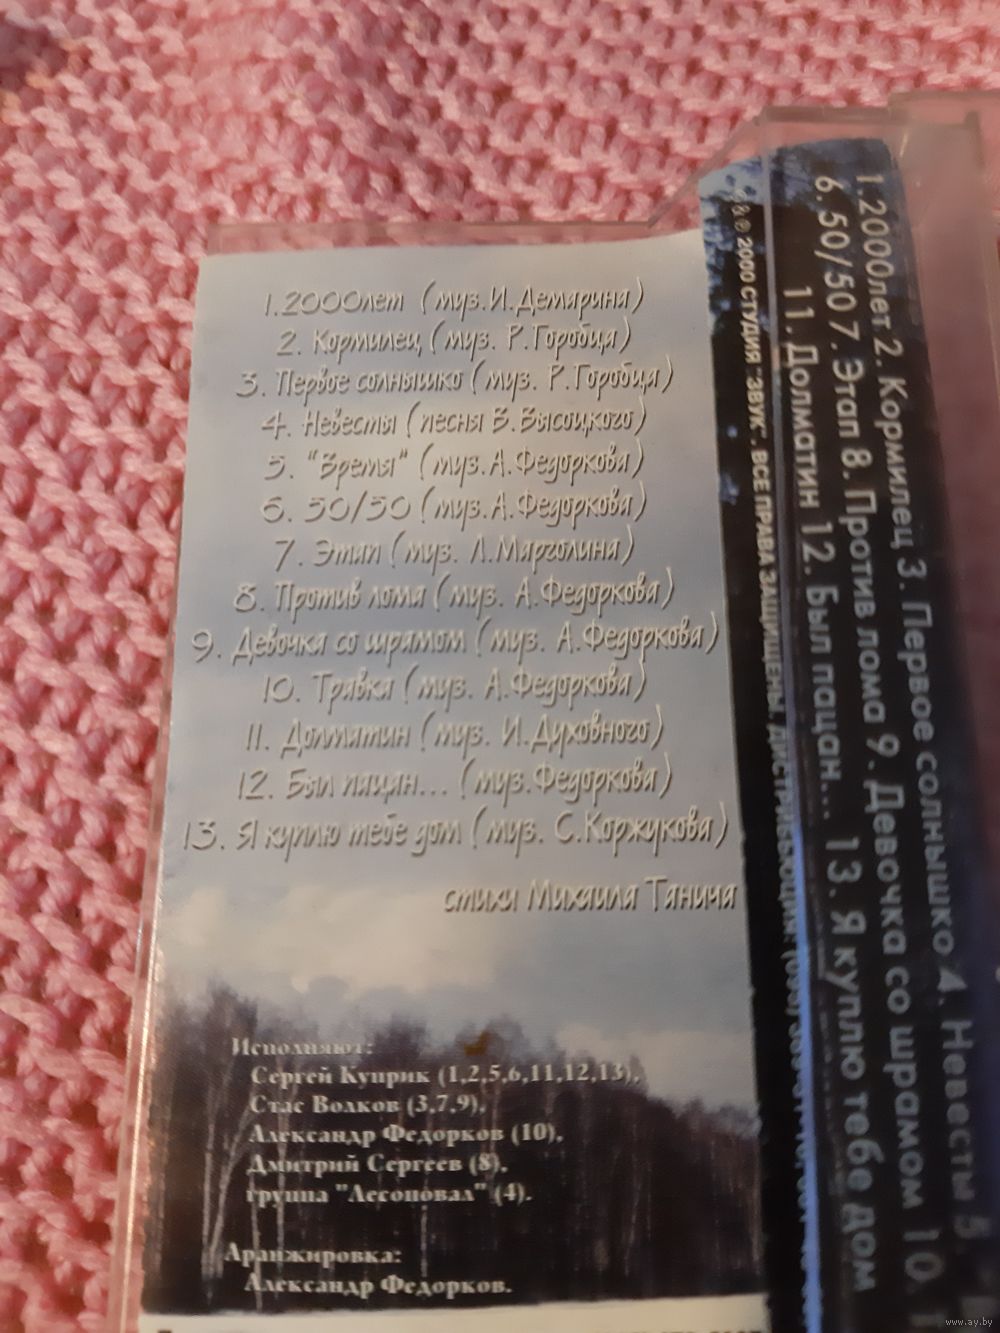 1.2000лет (муз.И.Демарина)
2. Кормилец (муз. Р.Горобца)
3. Первое солнышко (муз. Р.Горобца)
4. Невесты (песня В.Высоцкого)
5. "Время" (муз.А.Федоркова)
6. 50/50 (муз.А.Федоркова)
7. Этап (муз. Л.Марголина)
8. Против лома (муз. А.Федоркова)
9. Девочка со шрамом (муз. А.Федоркова)
10. Травка (муз. А.Федоркова)
11. Долматин (муз. И.Духовного)
12. Был пацан... (муз.Федоркова)
13. Я куплю тебе дом (муз. С.Коржукова)
стихи Михаила Танича
Исполняют:
Сергей Куприк (1,2,5,6,11,12,13),
Стас Волков (3,7,9),
Александр Федорков (10),
Дмитрий Сергеев (8),
группа "Лесоповал" (4).
Аранжировка:
Александр Федорков.
℗ 2000 СТУДИЯ "ЗВУК". ВСЕ ПРАВА ЗАЩИЩЕНЫ. ДИСТРИБЬЮЦИЯ:
1.2000лет 2. Кормилец 3. Первое солнышко 4. Невесты 5.
6.50/50 7. Этап 8. Против лома 9. Девочка со шрамом 10.
11. Долматин 12. Был пацан... 13. Я куплю тебе дом
www.ay.by